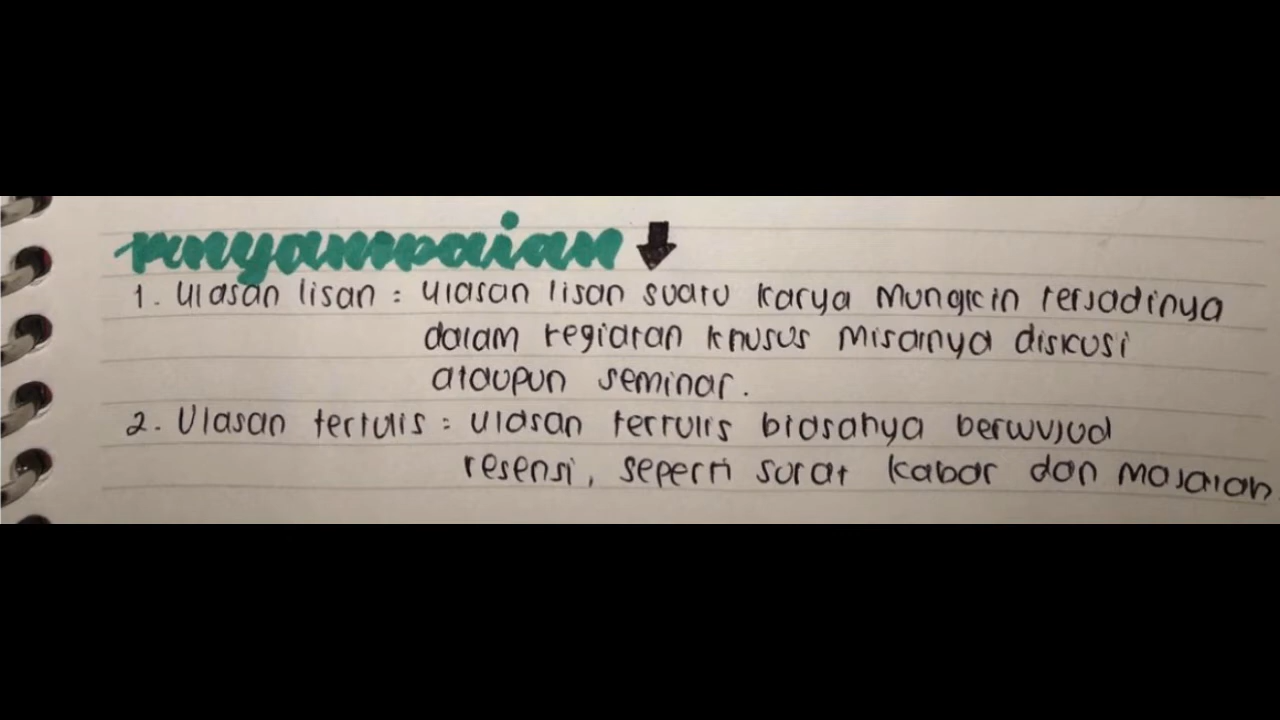 Penyampaian ⬇
1. Ulasan lisan : Ulasan lisan suatu karya mungkin terjadinya
dalam kegiatan khusus misalnya diskusi
ataupun seminar.
2. Ulasan tertulis : Ulasan tertulis biasanya berwujud
resensi, seperti surat kabar dan majalah